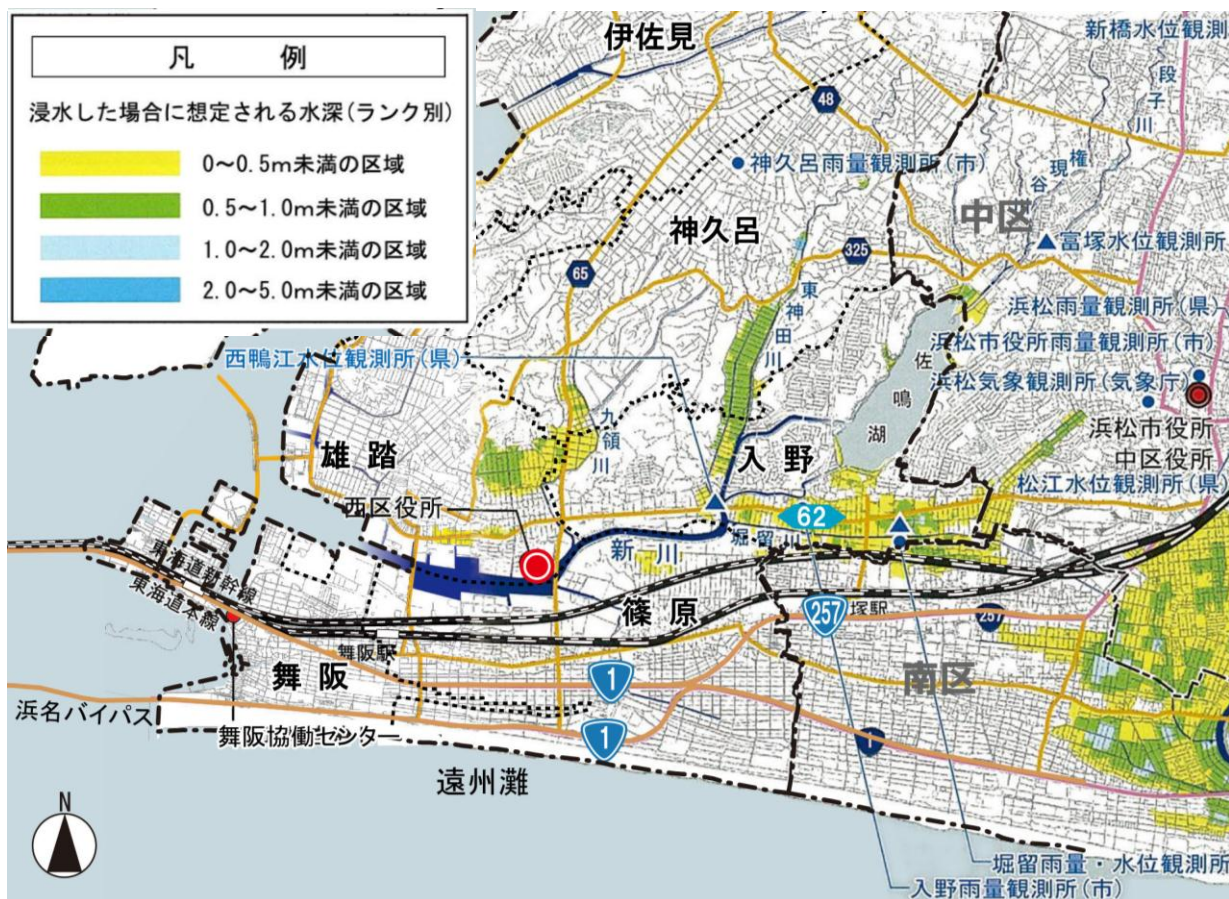 凡　例
浸水した場合に想定される水深(ランク別)
0～0.5m未満の区域
0.5～1.0m未満の区域
1.0～2.0m未満の区域
2.0～5.0m未満の区域
伊佐見
新橋水位観測
段子川
48
神久呂雨量観測所(市)
権現谷
中区
神久呂
富塚水位観測所
325
65
東神田川
浜松雨量観測所(県)
浜松市役所雨量観測所(市)
西鴨江水位観測所(県)
浜松気象観測所(気象庁)
佐鳴湖
九領川
浜松市役所
中区役所
雄踏
入野
松江水位観測所(県
西区役所
62
新川
堀留川
東海道新幹線
東海道本線
篠原
257
塚駅
257
舞阪駅
舞阪
1
南区
浜名バイパス
舞阪協働センター
1
1
遠州灘
N
堀留雨量・水位観測所
入野雨量観測所(市)